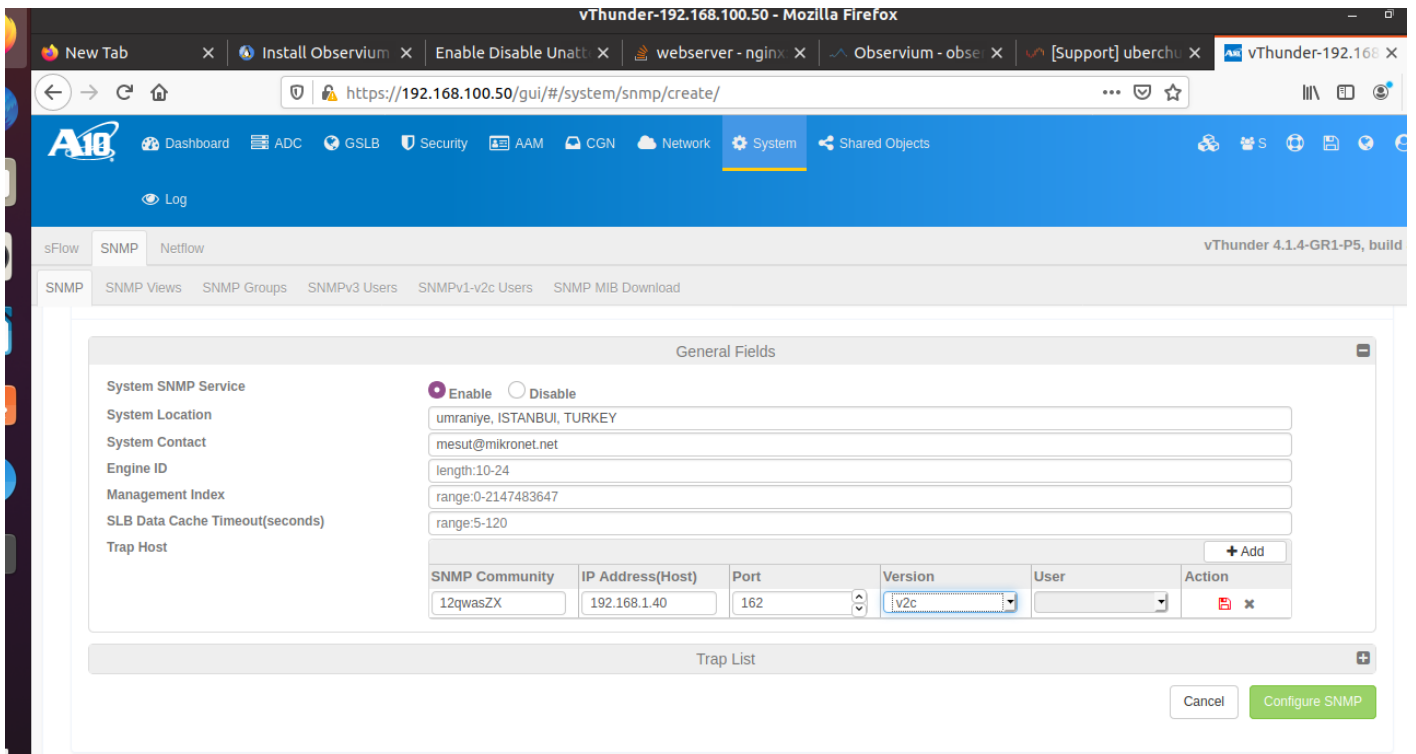 vThunder-192.168.100.50 - Mozilla Firefox
New Tab
Install Observium
Enable Disable Unatt
webserver - nginx
Observium - obse
[Support] uberchu
vThunder-192.168
https://192.168.100.50/gui/#/system/snmp/create/
A10 Dashboard ADC GSLB Security AAM CGN Network System Shared Objects S
Log
sFlow SNMP Netflow vThunder 4.1.4-GR1-P5, build
SNMP SNMP Views SNMP Groups SNMPv3 Users SNMPv1-v2c Users SNMP MIB Download
General Fields
System SNMP Service Enable Disable
System Location umraniye, ISTANBUl, TURKEY
System Contact mesut@mikronet.net
Engine ID length:10-24
Management Index range:0-2147483647
SLB Data Cache Timeout(seconds) range:5-120
Trap Host + Add
SNMP Community IP Address(Host) Port Version User Action
12qwasZX 192.168.1.40 162 v2c
Trap List
Cancel Configure SNMP